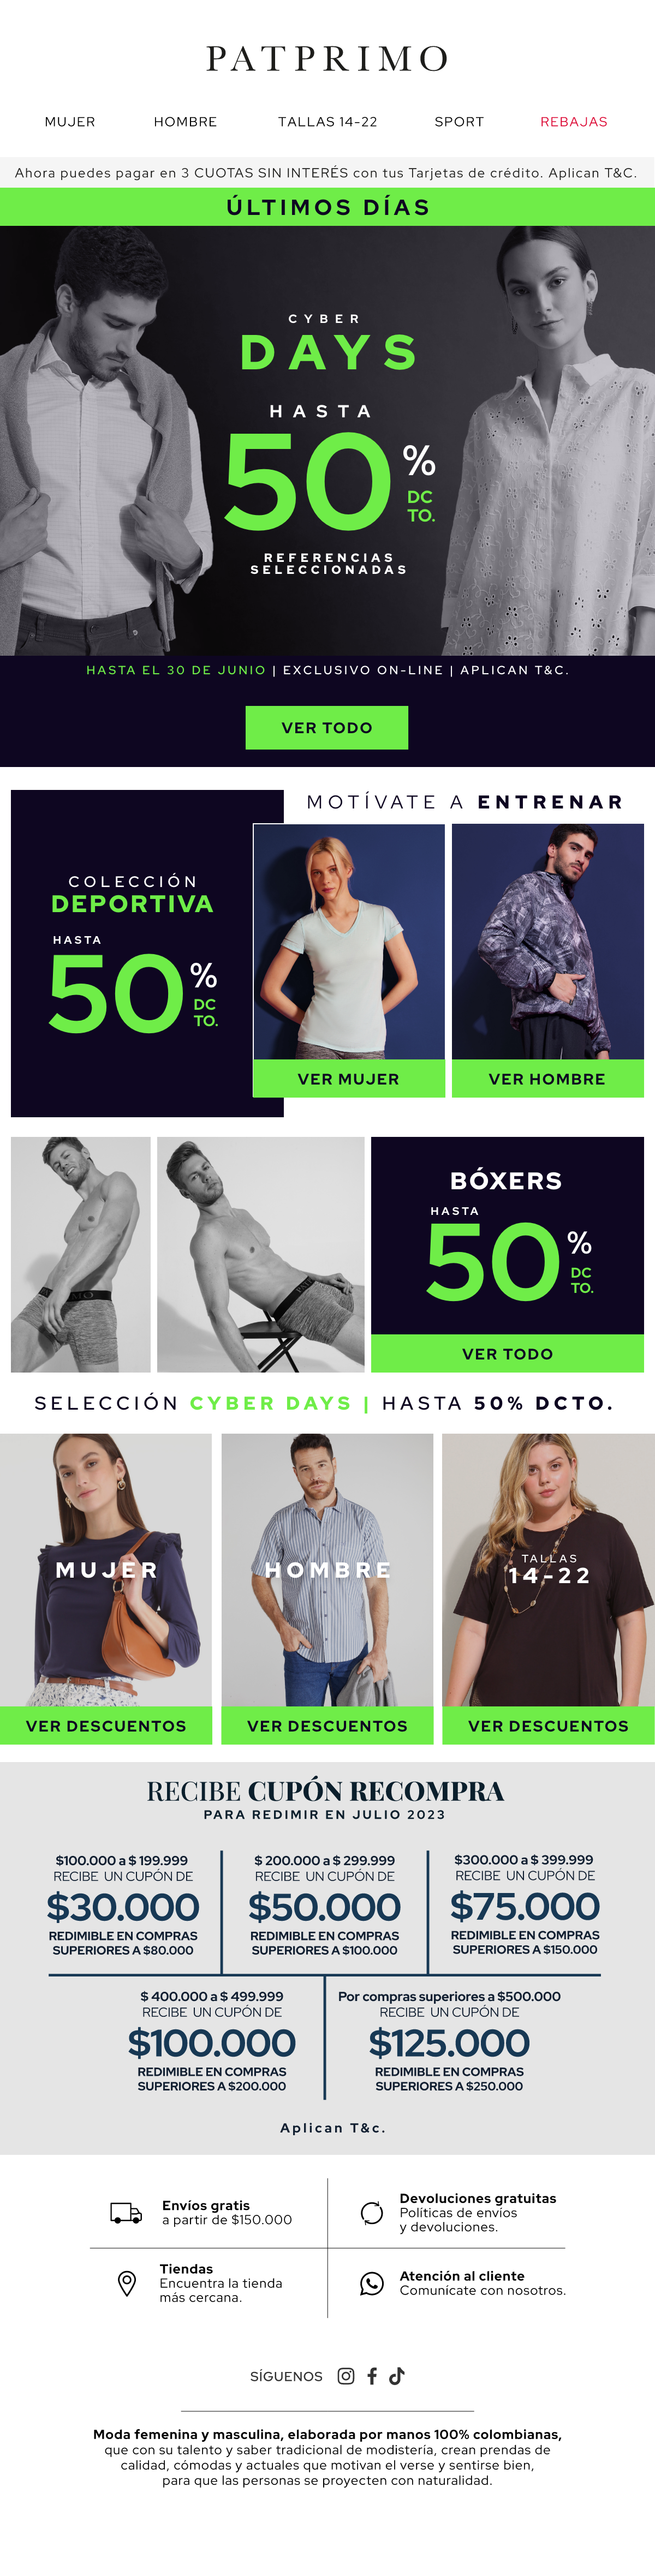 PATPRIMO
MUJER HOMBRE TALLAS 14-22 SPORT REBAJAS
Ahora puedes pagar en 3 CUOTAS SIN INTERÉS con tus Tarjetas de crédito. Aplican T&C.
ÚLTIMOS DÍAS
CYBER
DAYS
HASTA
50%
DC
TO.
REFERENCIAS
SELECCIONADAS
HASTA EL 30 DE JUNIO | EXCLUSIVO ON-LINE | APLICAN T&C.
VER TODO
MOTÍVATE A ENTRENAR
COLECCIÓN
DEPORTIVA
HASTA
50%
DC
TO.
VER MUJER
VER HOMBRE
BÓXERS
HASTA
50%
DC
TO.
VER TODO
SELECCIÓN CYBER DAYS | HASTA 50% DCTO.
MUJER
HOMBRE
TALLAS
14-22
VER DESCUENTOS
VER DESCUENTOS
VER DESCUENTOS
RECIBE CUPÓN RECOMPRA
PARA REDIMIR EN JULIO 2023
$100.000 a $ 199.999
RECIBE UN CUPÓN DE
$30.000
REDIMIBLE EN COMPRAS
SUPERIORES A $80.000
$ 200.000 a $ 299.999
RECIBE UN CUPÓN DE
$50.000
REDIMIBLE EN COMPRAS
SUPERIORES A $100.000
$300.000 a $ 399.999
RECIBE UN CUPÓN DE
$75.000
REDIMIBLE EN COMPRAS
SUPERIORES A $150.000
$ 400.000 a $ 499.999
RECIBE UN CUPÓN DE
$100.000
REDIMIBLE EN COMPRAS
SUPERIORES A $200.000
Por compras superiores a $500.000
RECIBE UN CUPÓN DE
$125.000
REDIMIBLE EN COMPRAS
SUPERIORES A $250.000
Aplican T&c.
Envíos gratis
a partir de $150.000
Devoluciones gratuitas
Políticas de envíos
y devoluciones.
Tiendas
Encuentra la tienda
más cercana.
Atención al cliente
Comunícate con nosotros.
SÍGUENOS
Moda femenina y masculina, elaborada por manos 100% colombianas,
que con su talento y saber tradicional de modistería, crean prendas de
calidad, cómodas y actuales que motivan el verse y sentirse bien,
para que las personas se proyecten con naturalidad.